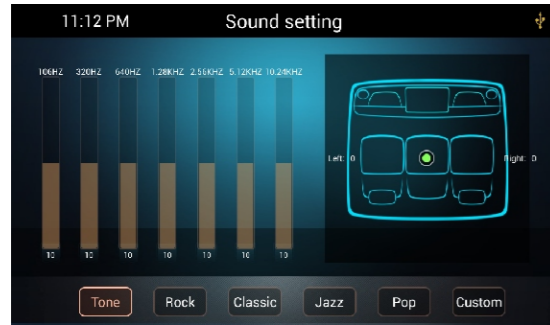 11:12 PM Sound setting
106HZ 320HZ 640HZ 1.28KHZ 2.56KHZ 5.12KHZ 10.24KHZ
Left: 0 Right: 0
10 10 10 10 10 10 10
Tone Rock Classic Jazz Pop Custom